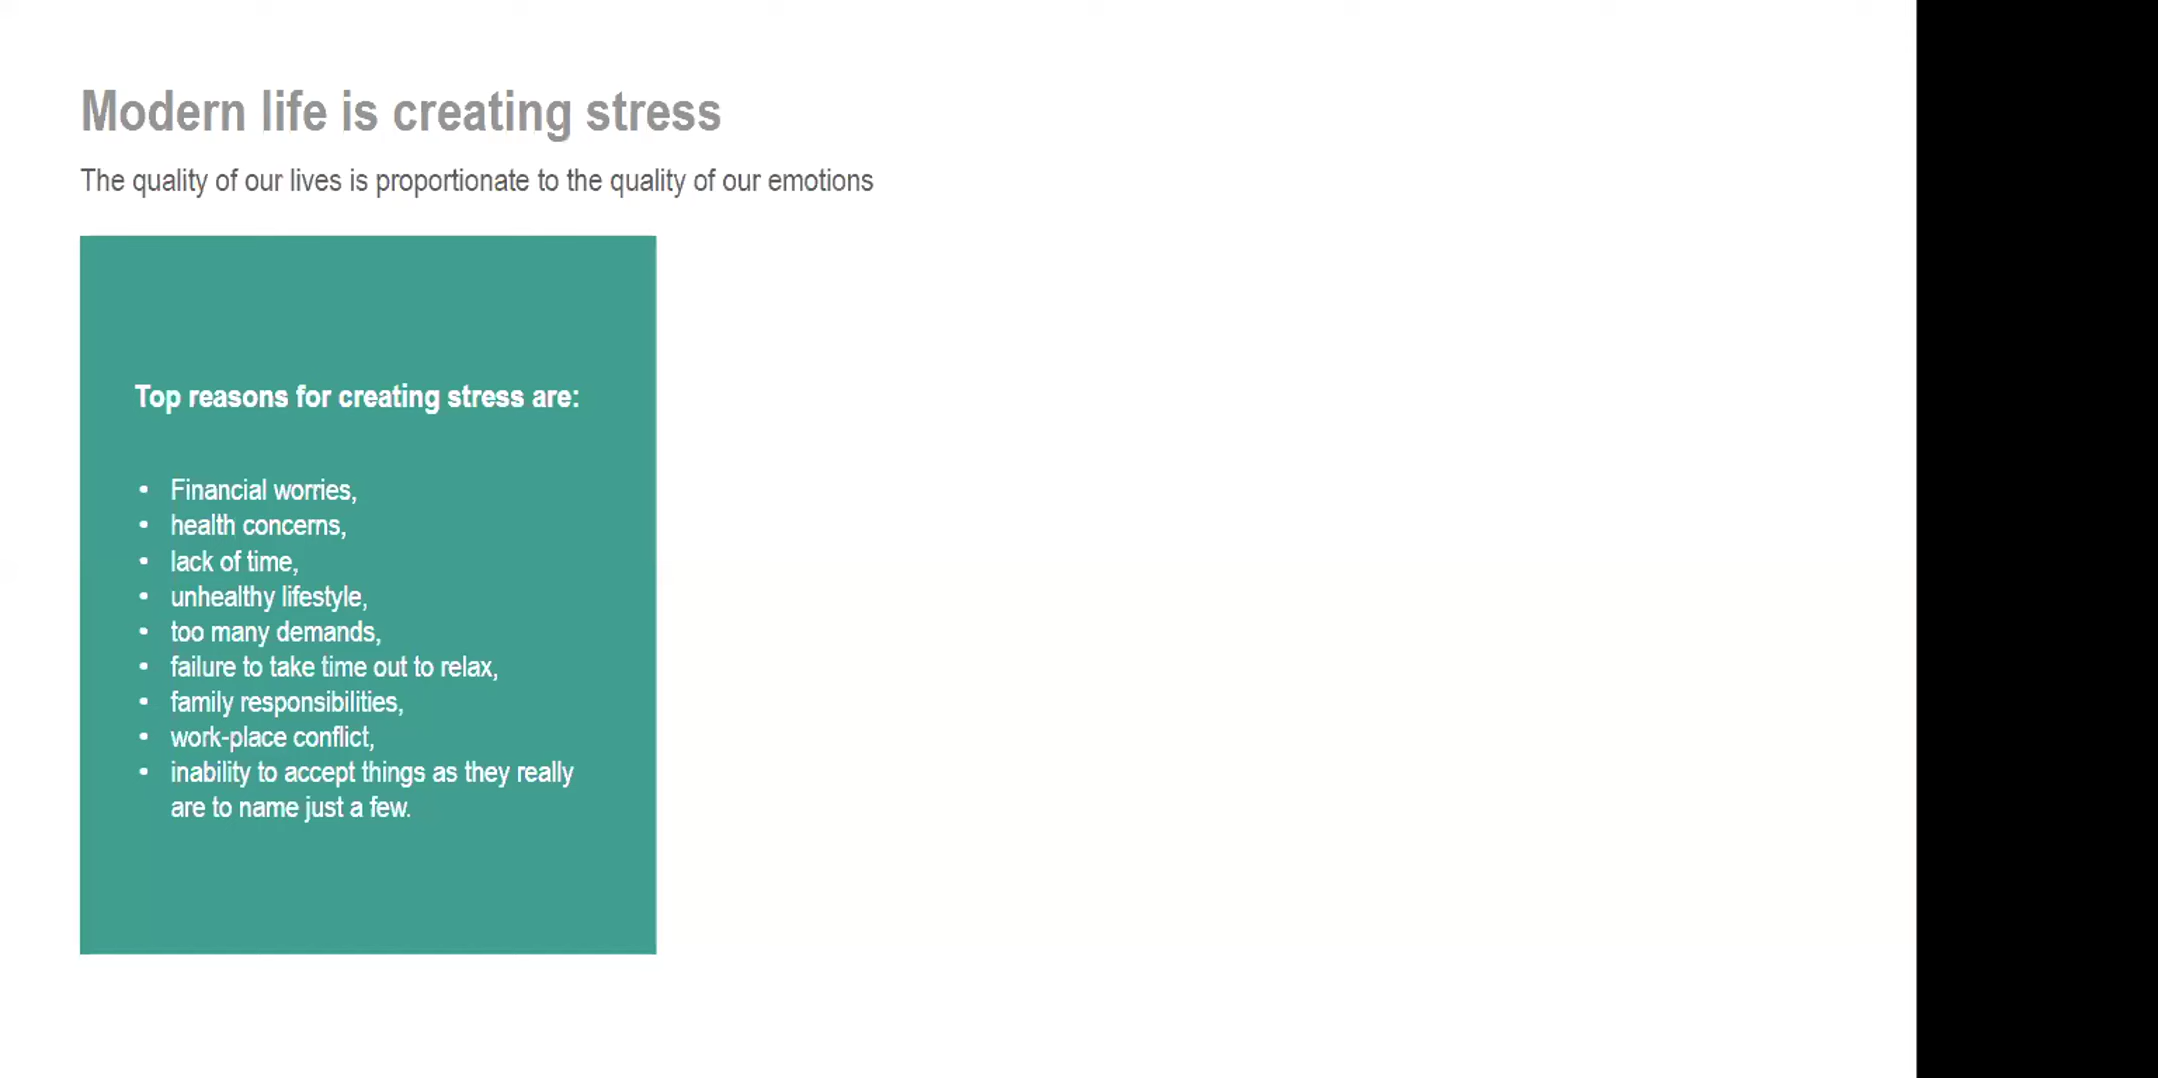 Modern life is creating stress
The quality of our lives is proportionate to the quality of our emotions
Top reasons for creating stress are:
• Financial worries,
• health concerns,
• lack of time,
• unhealthy lifestyle,
• too many demands,
• failure to take time out to relax,
• family responsibilities,
• work-place conflict,
• inability to accept things as they really
are to name just a few.